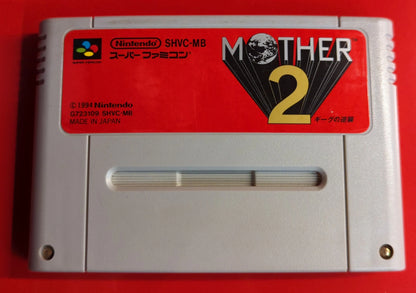 Nintendo SHVC-MB
スーパーファミコン
MOTHER
2
ギーグの逆襲
©1994 Nintendo
G723109 SHVC-MB
MADE IN JAPAN